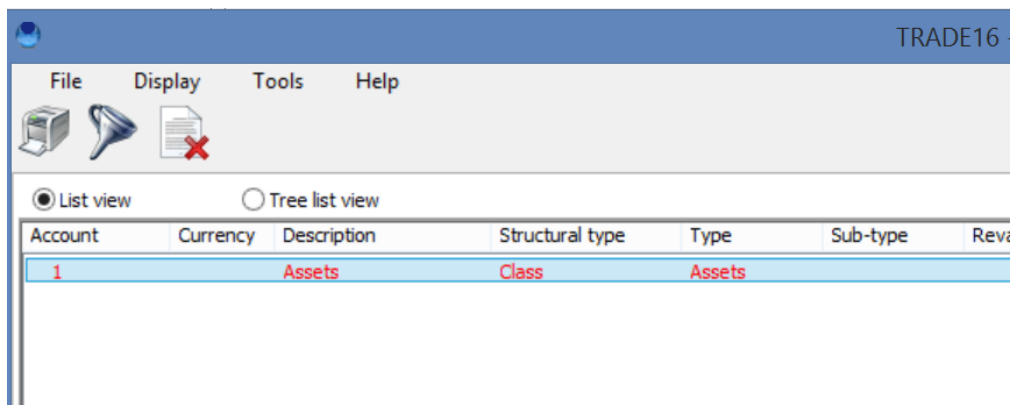 TRADE16 -
File Display Tools Help
List view Tree list view
Account Currency Description Structural type Type Sub-type Reva
1 Assets Class Assets